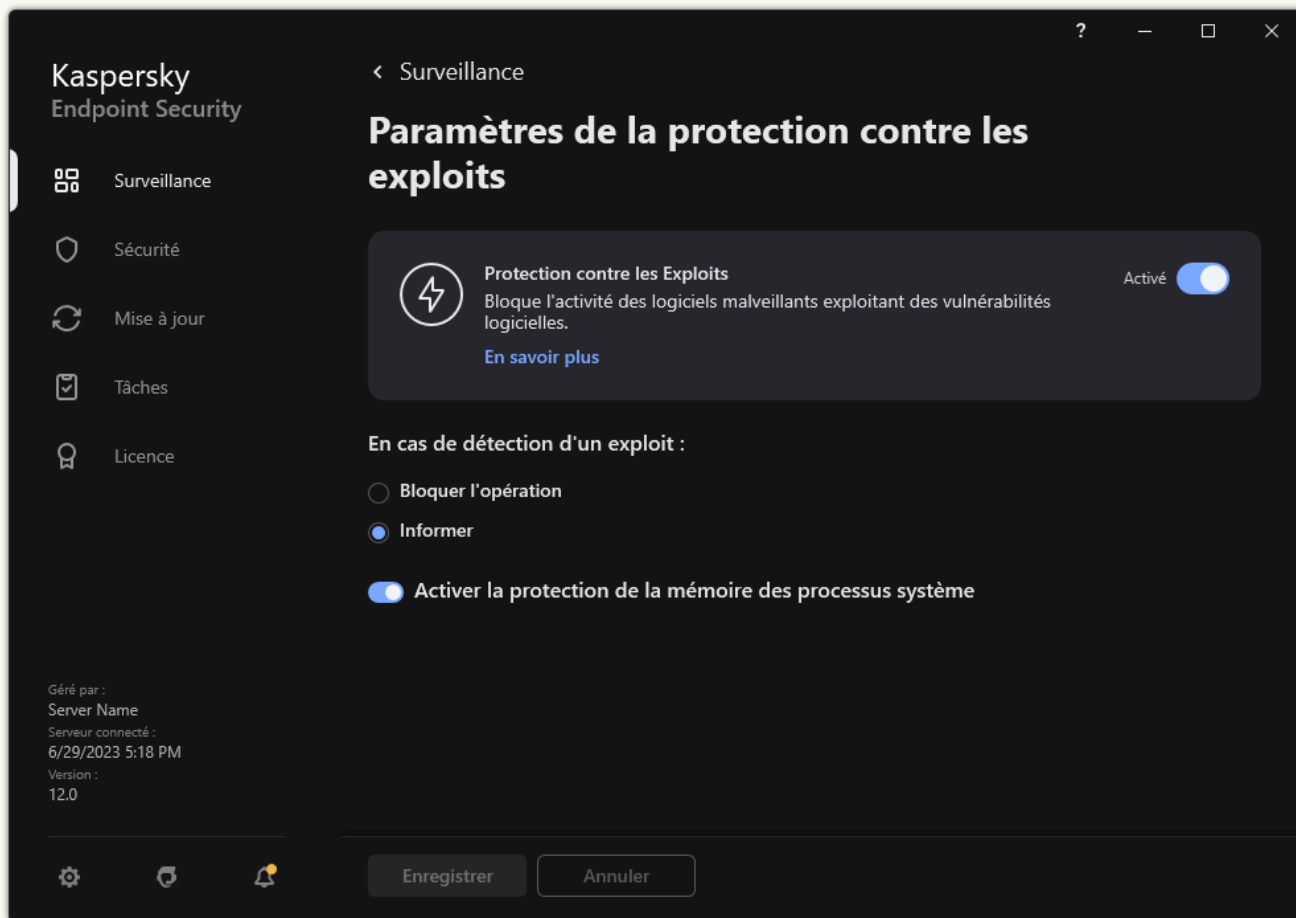 ?
Kaspersky
Endpoint Security
Surveillance
Sécurité
Mise à jour
Tâches
Licence
Géré par :
Server Name
Serveur connecté :
6/29/2023 5:18 PM
Version :
12.0
Surveillance
Paramètres de la protection contre les
exploits
Protection contre les Exploits
Bloque l'activité des logiciels malveillants exploitant des vulnérabilités
logicielles.
En savoir plus
Activé
En cas de détection d'un exploit :
Bloquer l'opération
Informer
Activer la protection de la mémoire des processus système
Enregistrer
Annuler